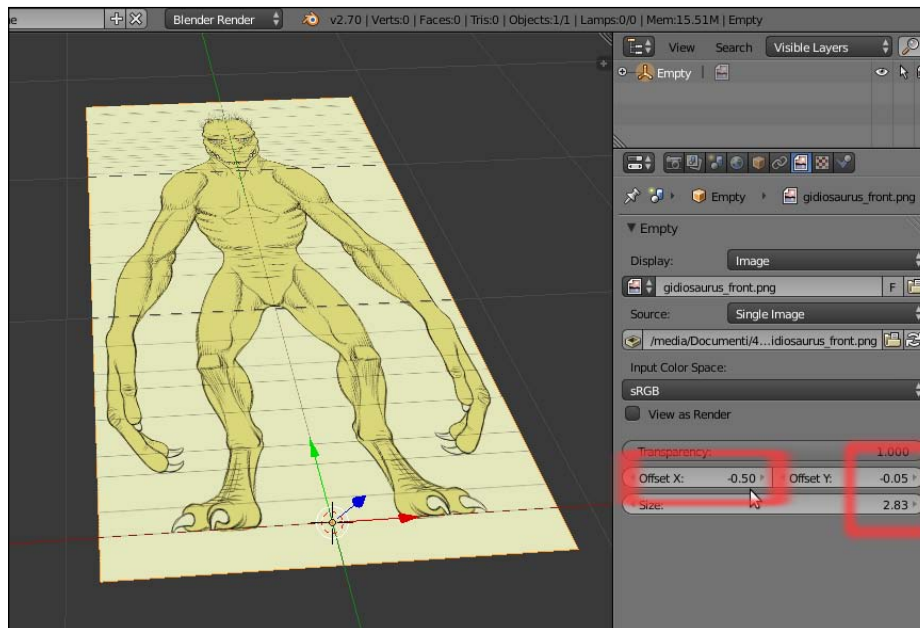 ne
Blender Render
v2.70 | Verts:0 | Faces:0 | Tris:0 | Objects:1/1 | Lamps:0/0 | Mem:15.51M | Empty
View Search Visible Layers
Empty
Empty gidiosaurus_front.png
Empty
Display: Image
gidiosaurus_front.png F
Source: Single Image
/media/Documenti/4...idiosaurus_front.png
Input Color Space:
sRGB
View as Render
Transparency: 1.000
Offset X: -0.50 Offset Y: -0.05
Size: 2.83